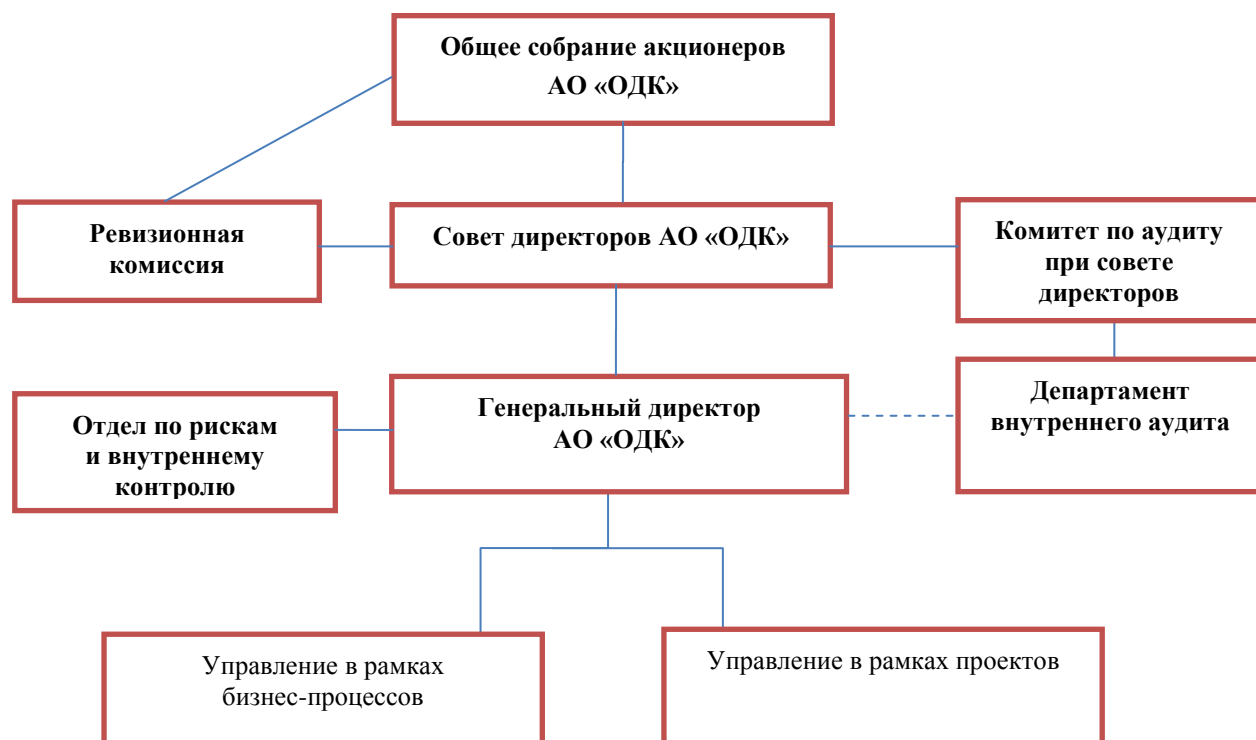 Общее собрание акционеров
АО «ОДК»
Ревизионная
комиссия
Совет директоров АО «ОДК»
Комитет по аудиту
при совете
директоров
Отдел по рискам
и внутреннему
контролю
Генеральный директор
АО «ОДК»
Департамент
внутреннего аудита
Управление в рамках
бизнес-процессов
Управление в рамках проектов